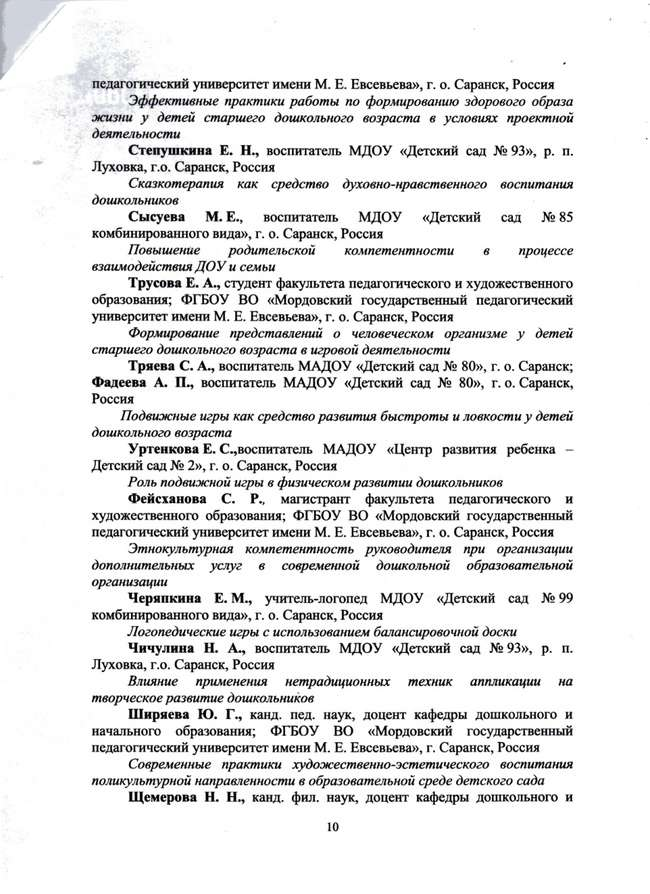 педагогический университет имени М. Е. Евсевьева», г. о. Саранск, Россия
Эффективные практики работы по формированию здорового образа
жизни у детей старшего дошкольного возраста в условиях проектной
деятельности
Степушкина Е. Н., воспитатель МДОУ «Детский сад № 93», р. п.
Луховка, г.о. Саранск, Россия
Сказкотерапия как средство духовно-нравственного воспитания
дошкольников
Сысуева М. Е., воспитатель МДОУ «Детский сад № 85
комбинированного вида», г. о. Саранск, Россия
Повышение родительской компетентности в процессе
взаимодействия ДОУ и семьи
Трусова Е. А., студент факультета педагогического и художественного
образования; ФГБОУ ВО «Мордовский государственный педагогический
университет имени М. Е. Евсевьева», г. о. Саранск, Россия
Формирование представлений о человеческом организме у детей
старшего дошкольного возраста в игровой деятельности
Тряева С. А., воспитатель МАДОУ «Детский сад № 80», г. о. Саранск;
Фадеева А. П., воспитатель МАДОУ «Детский сад № 80», г. о. Саранск,
Россия
Подвижные игры как средство развития быстроты и ловкости у детей
дошкольного возраста
Уртенкова Е. С.,воспитатель МАДОУ «Центр развития ребенка –
Детский сад № 2», г. о. Саранск, Россия
Роль подвижной игры в физическом развитии дошкольников
Фейсханова С. Р., магистрант факультета педагогического и
художественного образования; ФГБОУ ВО «Мордовский государственный
педагогический университет имени М. Е. Евсевьева», г. о. Саранск, Россия
Этнокультурная компетентность руководителя при организации
дополнительных услуг в современной дошкольной образовательной
организации
Черяпкина Е. М., учитель-логопед МДОУ «Детский сад № 99
комбинированного вида», г. о. Саранск, Россия
Логопедические игры с использованием балансировочной доски
Чичулина Н. А., воспитатель МДОУ «Детский сад № 93», р. п.
Луховка, г.о. Саранск, Россия
Влияние применения нетрадиционных техник аппликации на
творческое развитие дошкольников
Ширяева Ю. Г., канд. пед. наук, доцент кафедры дошкольного и
начального образования; ФГБОУ ВО «Мордовский государственный
педагогический университет имени М. Е. Евсевьева», г. Саранск, Россия
Современные практики художественно-эстетического воспитания
поликультурной направленности в образовательной среде детского сада
Щемерова Н. Н., канд. фил. наук, доцент кафедры дошкольного и
10